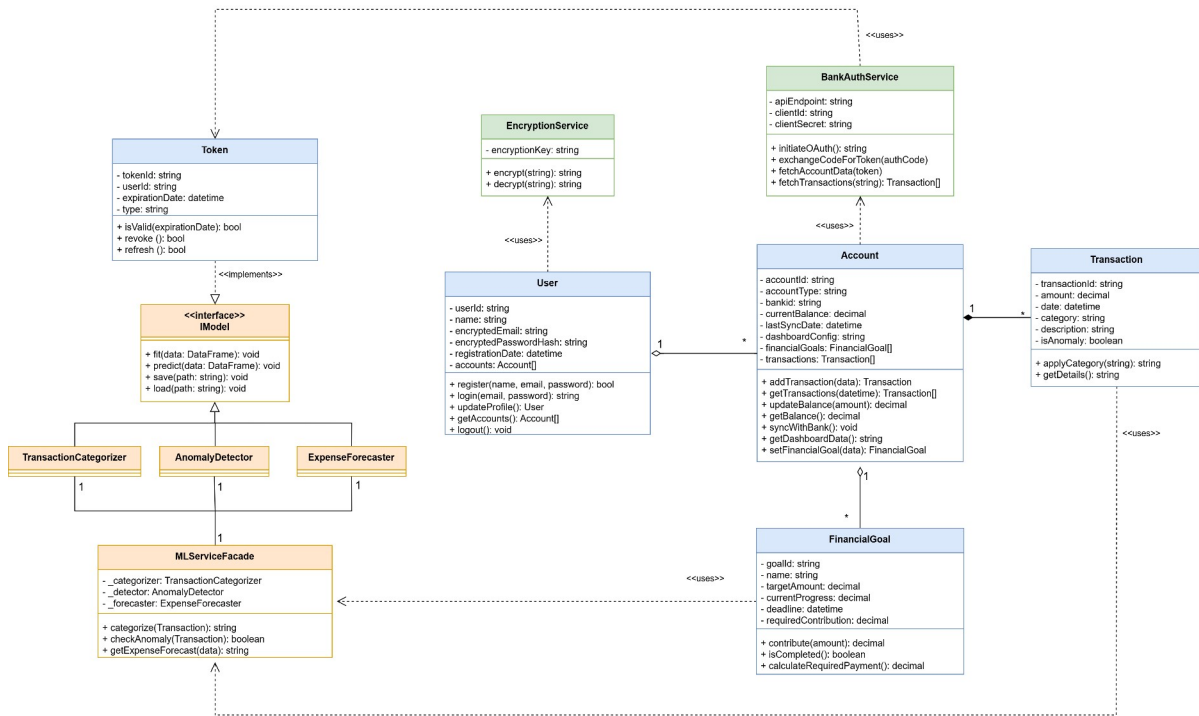 <<uses>>
BankAuthService
- apiEndpoint: string
- clientId: string
- clientSecret: string
+ initiateOAuth(): string
+ exchangeCodeForToken(authCode)
+ fetchAccountData(token)
+ fetchTransactions(string): Transaction[]
EncryptionService
- encryptionKey: string
+ encrypt(string): string
+ decrypt(string): string
Token
- tokenId: string
- userId: string
- expirationDate: datetime
- type: string
+ isValid(expirationDate): bool
+ revoke (): bool
+ refresh (): bool
<<uses>>
<<uses>>
<<implements>>
<<interface>>
IModel
+ fit(data: DataFrame): void
+ predict(data: DataFrame): void
+ save(path: string): void
+ load(path: string): void
User
- userId: string
- name: string
- encryptedEmail: string
- encryptedPasswordHash: string
- registrationDate: datetime
- accounts: Account[]
+ register(name, email, password): bool
+ login(email, password): string
+ updateProfile(): User
+ getAccounts(): Account[]
+ logout(): void
1
*
Account
- accountId: string
- accountType: string
- bankid: string
- currentBalance: decimal
- lastSyncDate: datetime
- dashboardConfig: string
- financialGoals: FinancialGoal[]
- transactions: Transaction[]
+ addTransaction(data): Transaction
+ getTransactions(datetime): Transaction[]
+ updateBalance(amount): decimal
+ getBalance(): decimal
+ syncWithBank(): void
+ getDashboardData(): string
+ setFinancialGoal(data): FinancialGoal
1
*
Transaction
- transactionId: string
- amount: decimal
- date: datetime
- category: string
- description: string
- isAnomaly: boolean
+ applyCategory(string): string
+ getDetails(): string
<<uses>>
TransactionCategorizer
AnomalyDetector
ExpenseForecaster
1
1
1
1
1
*
MLServiceFacade
- _categorizer: TransactionCategorizer
- _detector: AnomalyDetector
- _forecaster: ExpenseForecaster
+ categorize(Transaction): string
+ checkAnomaly(Transaction): boolean
+ getExpenseForecast(data): string
<<uses>>
FinancialGoal
- goalId: string
- name: string
- targetAmount: decimal
- currentProgress: decimal
- deadline: datetime
- requiredContribution: decimal
+ contribute(amount): decimal
+ isCompleted(): boolean
+ calculateRequiredPayment(): decimal